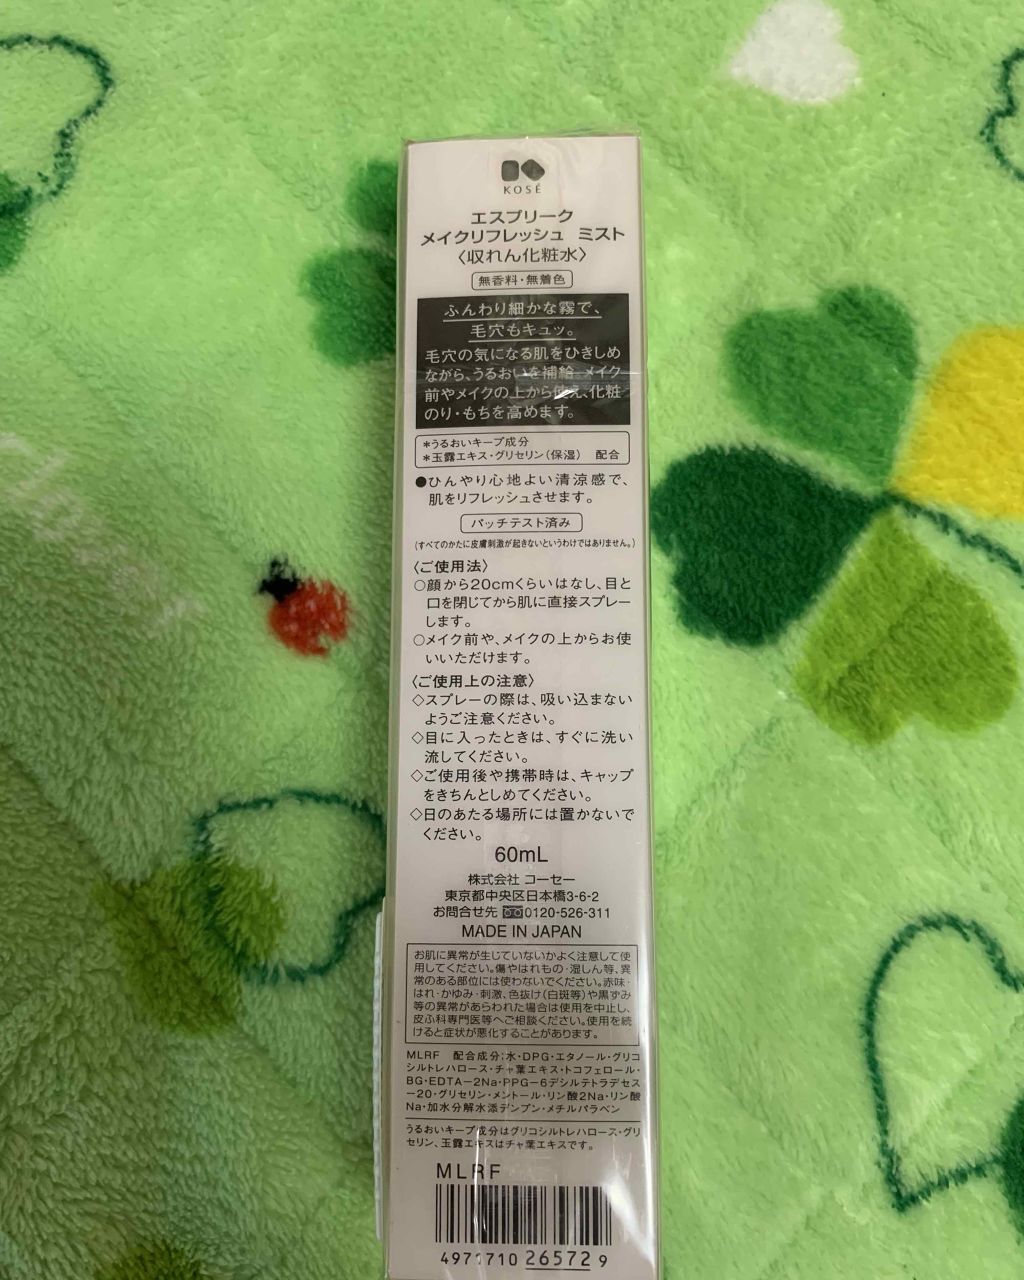 KOSÉ
エスプリーク
メイクリフレッシュ ミスト
〈収れん化粧水〉
無香料・無着色
ふんわり細かな霧で、
毛穴もキュッ。
毛穴の気になる肌をひきしめ
ながら、うるおいを補給。メイク
前やメイクの上から使え、化粧
のり・もちを高めます。
*うるおいキープ成分
*玉露エキス・グリセリン(保湿) 配合
●ひんやり心地よい清涼感で、
肌をリフレッシュさせます。
パッチテスト済み
(すべてのかたに皮膚刺激が起きないというわけではありません。)
〈ご使用法〉
○顔から20cmくらいはなし、目と
口を閉じてから肌に直接スプレー
します。
○メイク前や、メイクの上からお使
いいただけます。
〈ご使用上の注意〉
◇スプレーの際は、吸い込まない
ようご注意ください。
◇目に入ったときは、すぐに洗い
流してください。
◇ご使用後や携帯時は、キャップ
をきちんとしめてください。
◇日のあたる場所には置かないで
ください。
60mL
株式会社 コーセー
東京都中央区日本橋3-6-2
お問合せ先 0120-526-311
MADE IN JAPAN
お肌に異常が生じていないかよく注意して使
用してください。傷やはれもの・湿しん等、異
常のある部位には使わないでください。赤味・
はれ・かゆみ・刺激、色抜け(白斑等)や黒ずみ
等の異常があらわれた場合は使用を中止し、
皮ふ科専門医等へご相談ください。使用を続
けると症状が悪化することがあります。
MLRF 配合成分:水・DPG・エタノール・グリコ
シルトレハロース・チャ葉エキス・トコフェロール・
BG・EDTA－2Na・PPG－6デシルテトラデセス
－20・グリセリン・メントール・リン酸2Na・リン酸
Na・加水分解水添デンプン・メチルパラベン
うるおいキープ成分はグリコシルトレハロース・グリ
セリン、玉露エキスはチャ葉エキスです。
MLRF
4971710 26572 9